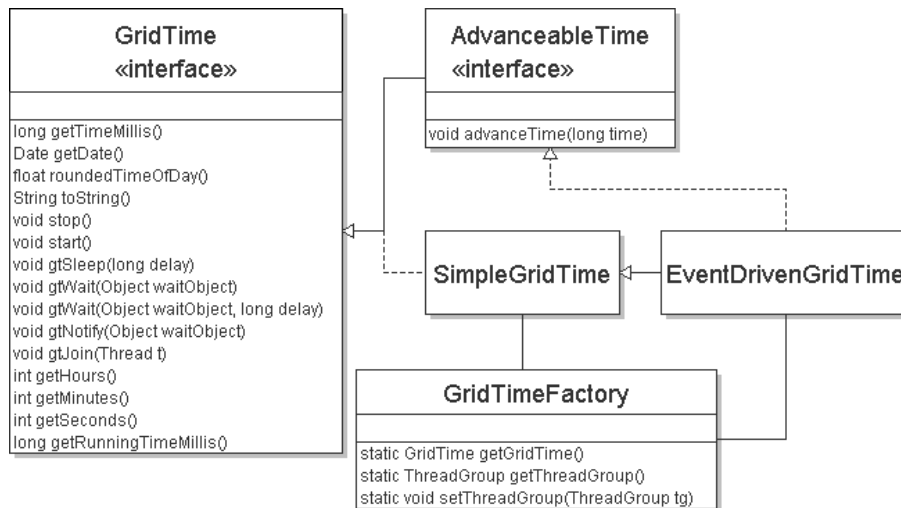 GridTime
«interface»
long getTimeMillis()
Date getDate()
float roundedTimeOfDay()
String toString()
void stop()
void start()
void gtSleep(long delay)
void gtWait(Object waitObject)
void gtWait(Object waitObject, long delay)
void gtNotify(Object waitObject)
void gtJoin(Thread t)
int getHours()
int getMinutes()
int getSeconds()
long getRunningTimeMillis()
AdvanceableTime
«interface»
void advanceTime(long time)
SimpleGridTime
EventDrivenGridTime
GridTimeFactory
static GridTime getGridTime()
static ThreadGroup getThreadGroup()
static void setThreadGroup(ThreadGroup tg)